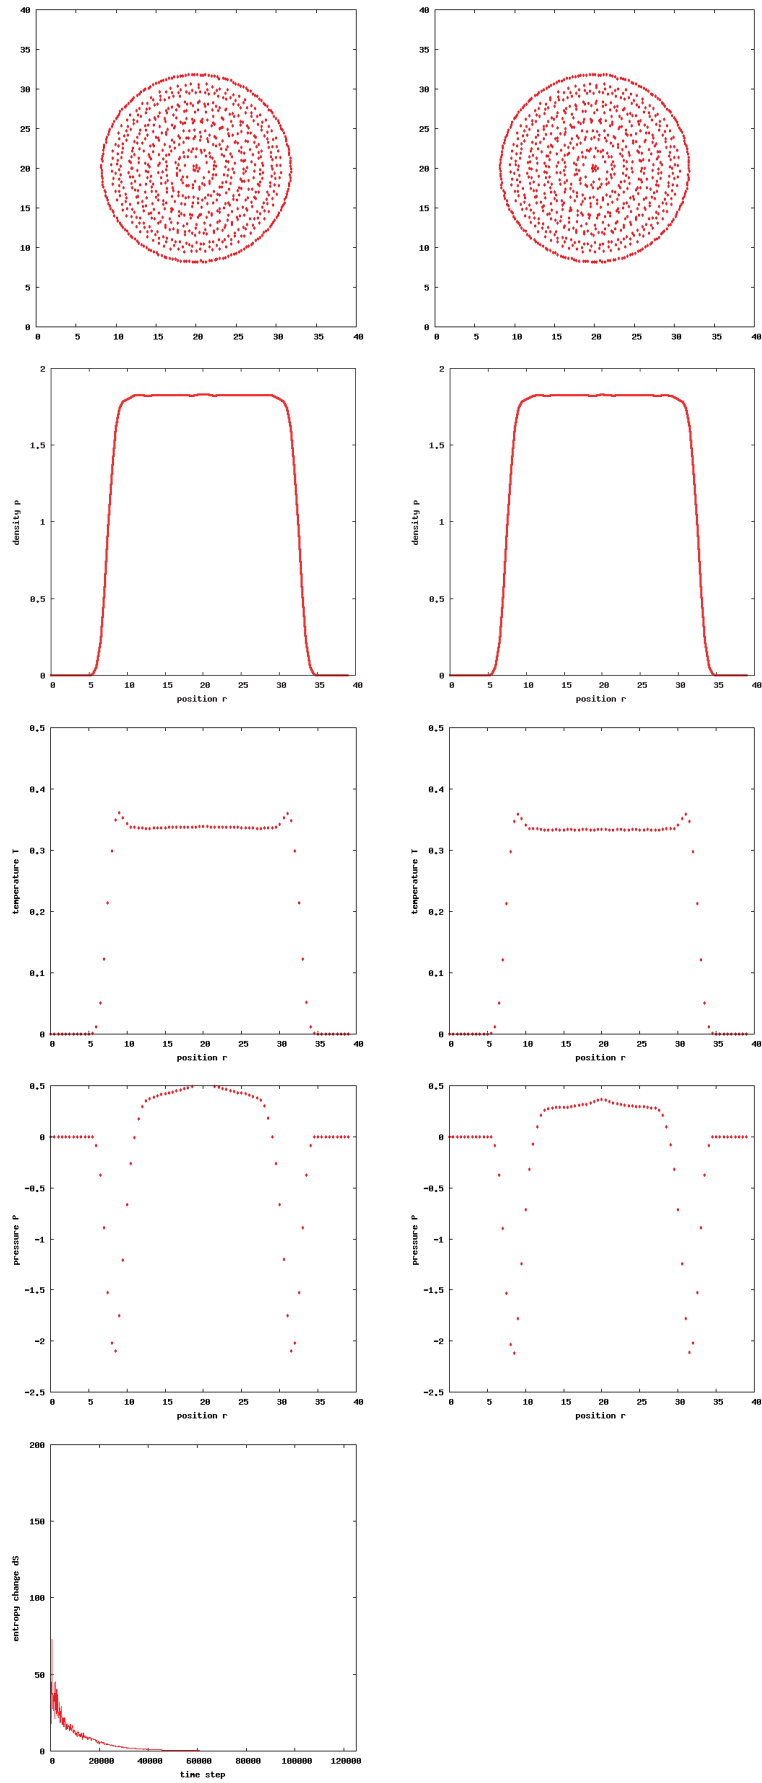 40
35
30
25
20
15
10
5
0
0 5 10 15 20 25 30 35 40
40
35
30
25
20
15
10
5
0
0 5 10 15 20 25 30 35 40
2
1.5
1
0.5
0
density ρ
0 5 10 15 20 25 30 35 40
position r
2
1.5
1
0.5
0
density ρ
0 5 10 15 20 25 30 35 40
position r
0.5
0.4
0.3
0.2
0.1
0
temperature T
0 5 10 15 20 25 30 35 40
position r
0.5
0.4
0.3
0.2
0.1
0
temperature T
0 5 10 15 20 25 30 35 40
position r
0.5
0
-0.5
-1
-1.5
-2
-2.5
pressure P
0 5 10 15 20 25 30 35 40
position r
0.5
0
-0.5
-1
-1.5
-2
-2.5
pressure P
0 5 10 15 20 25 30 35 40
position r
200
150
100
50
0
entropy change dS
0 20000 40000 60000 80000 100000 120000
time step